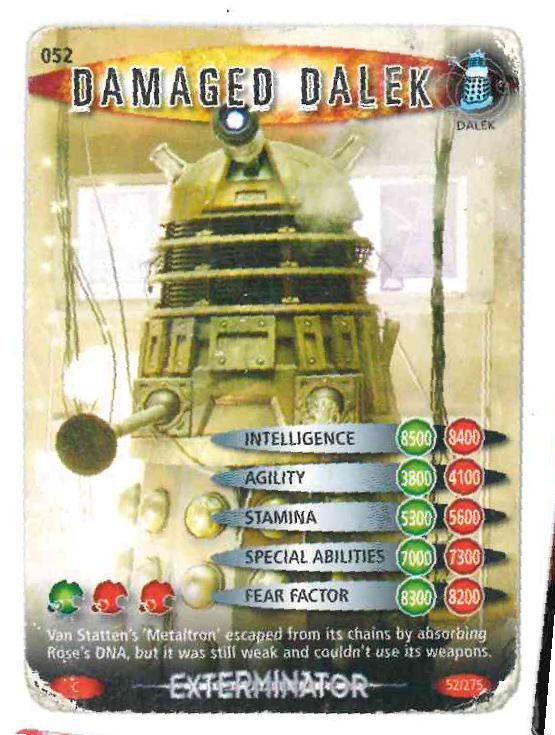 052
DAMAGED DALEK
DALEK
INTELLIGENCE 8500 8400
AGILITY 3800 4100
STAMINA 5300 5600
SPECIAL ABILITIES 7000 7300
FEAR FACTOR 8300 8200
Van Statten's 'Metaltron' escaped from its chains by absorbing
Rose's DNA, but it was still weak and couldn't use its weapons.
C EXTERMINATOR 52/275